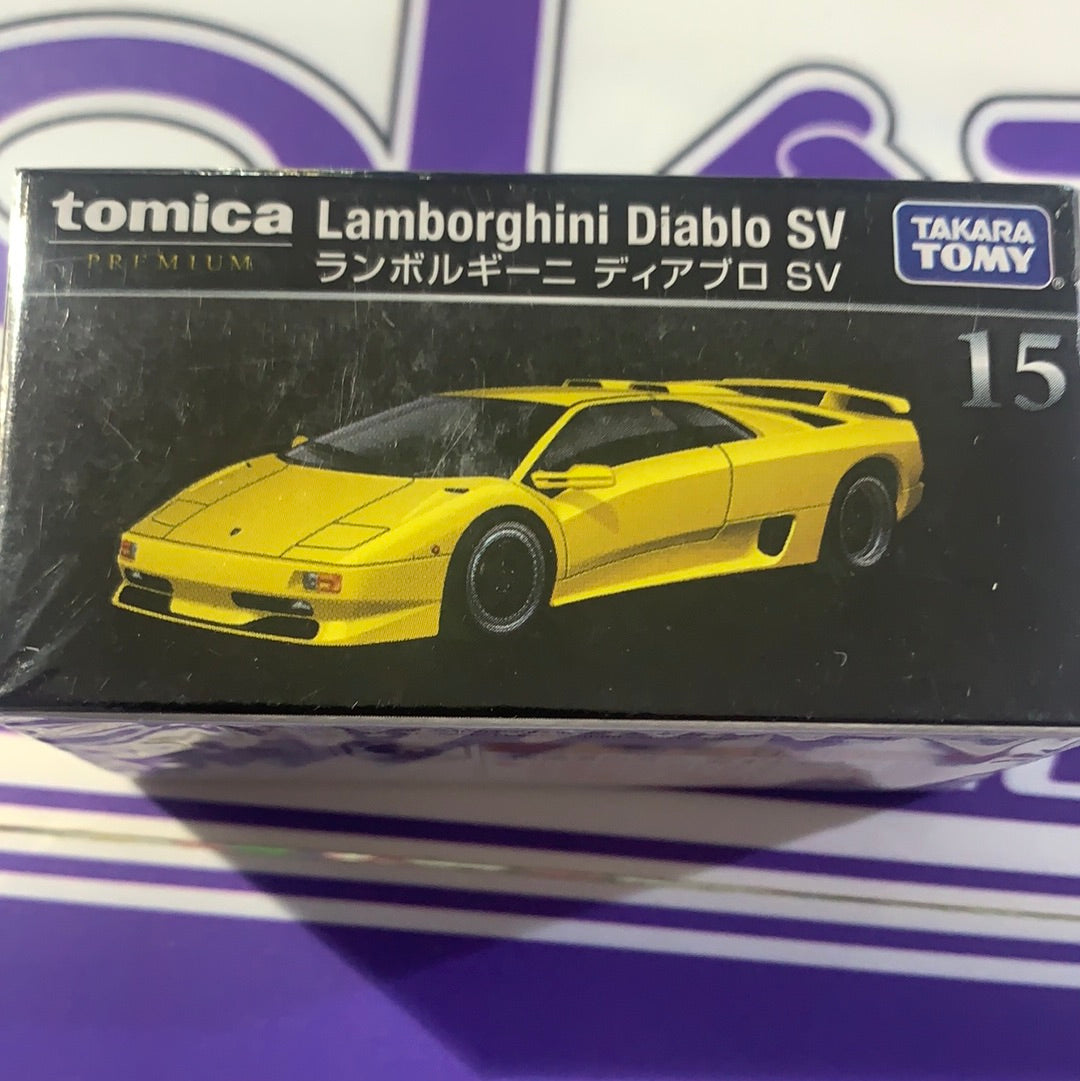 tomica
PREMIUM
Lamborghini Diablo SV
ランボルギーニ ディアブロ SV
TAKARA
TOMY
®
15